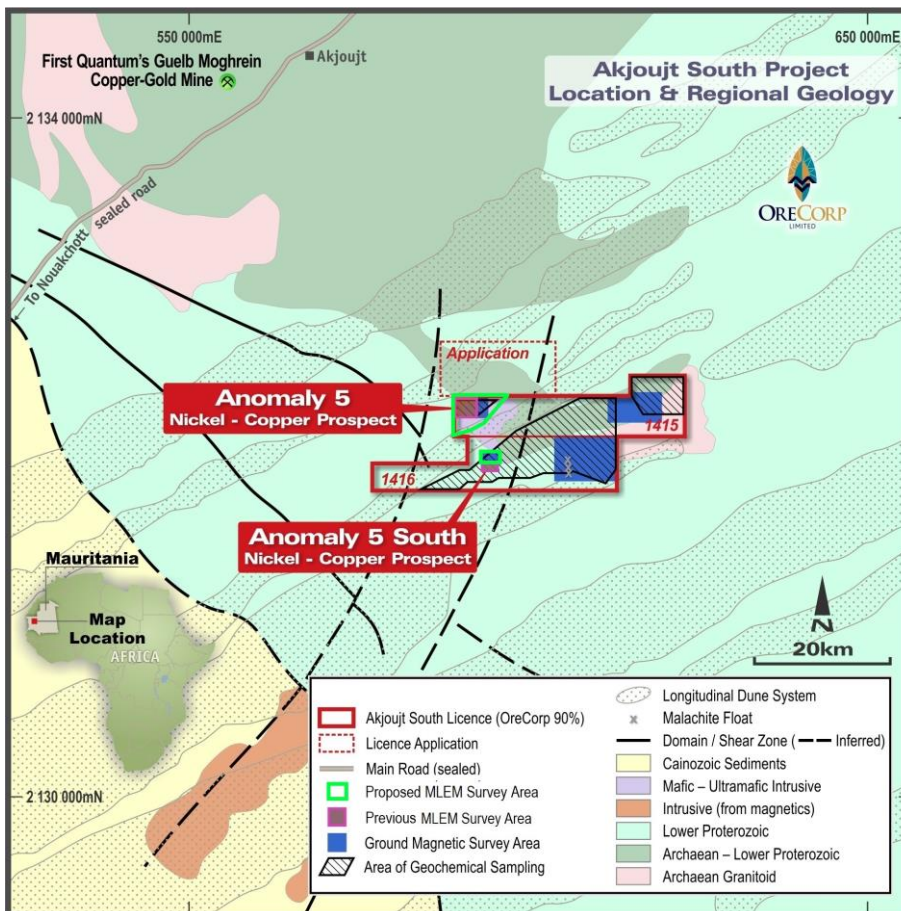 550 000mE
650 000mE
First Quantum's Guelb Moghrein
Copper-Gold Mine
Akjoujt
Akjoujt South Project
Location & Regional Geology
2 134 000mN
ORECORP
LIMITED
To Nouakchott sealed road
Application
Anomaly 5
Nickel - Copper Prospect
1415
1416
Anomaly 5 South
Nickel - Copper Prospect
Mauritania
Map
Location
AFRICA
N
20km
2 130 000mN
Akjoujt South Licence (OreCorp 90%)
Licence Application
Main Road (sealed)
Proposed MLEM Survey Area
Previous MLEM Survey Area
Ground Magnetic Survey Area
Area of Geochemical Sampling
Longitudinal Dune System
Malachite Float
Domain / Shear Zone ( Inferred)
Cainozoic Sediments
Mafic – Ultramafic Intrusive
Intrusive (from magnetics)
Lower Proterozoic
Archaean – Lower Proterozoic
Archaean Granitoid